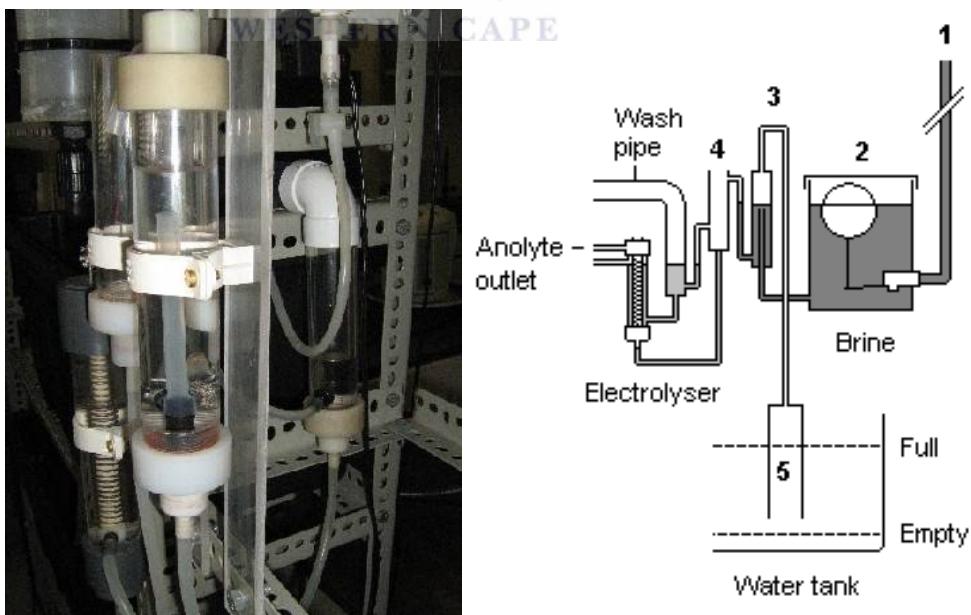 WESTERN CAPE
1
3
Wash
pipe
4
2
Anolyte
outlet
Brine
Electrolyser
Full
5
Empty
Water tank